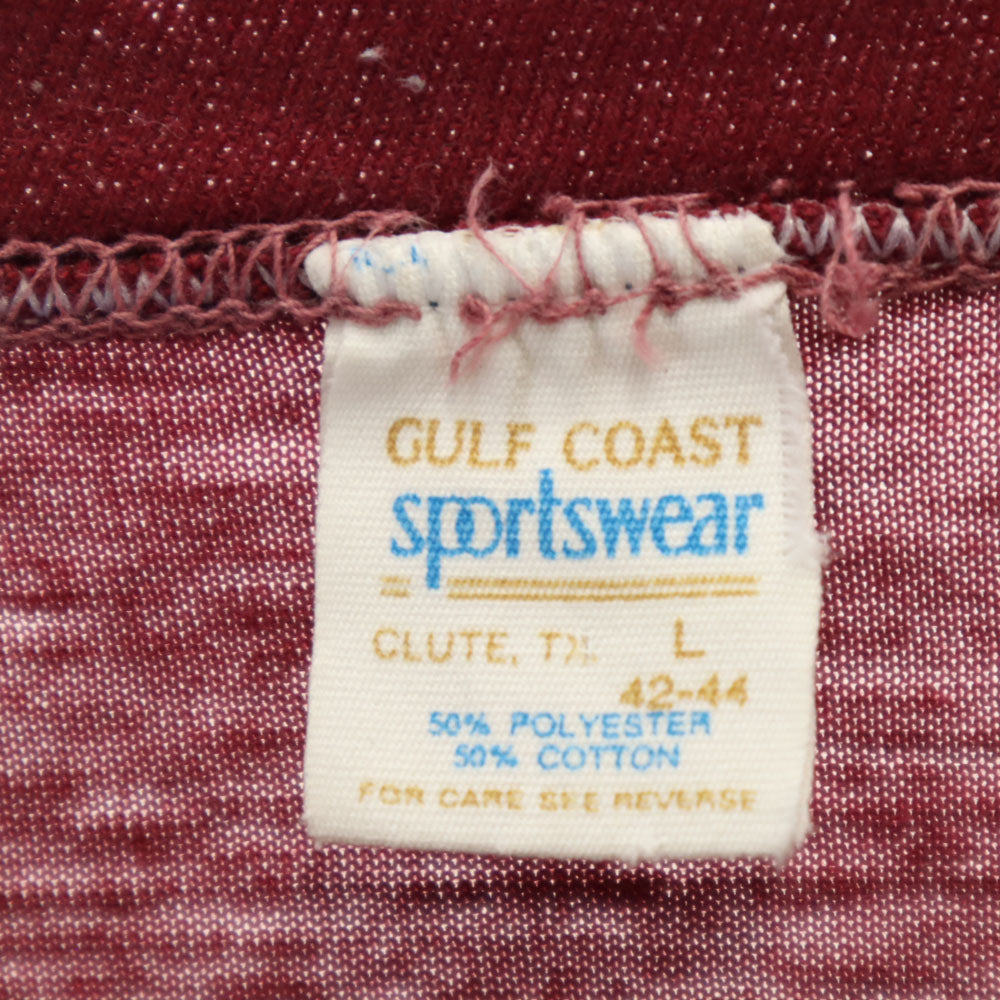 GULF COAST
sportswear
CLUTE, TX. L
42-44
50% POLYESTER
50% COTTON
FOR CARE SEE REVERSE